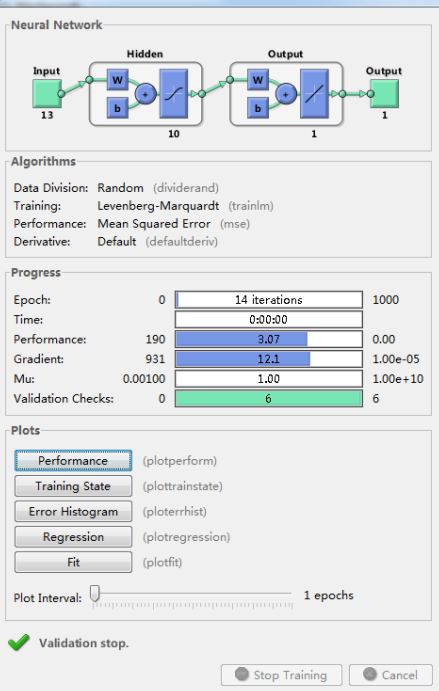 Neural Network
Hidden Output
Input W b + W b + Output
13 10 1 1
Algorithms
Data Division: Random (dividerand)
Training: Levenberg-Marquardt (trainlm)
Performance: Mean Squared Error (mse)
Derivative: Default (defaultderiv)
Progress
Epoch: 0 14 iterations 1000
Time: 0:00:00
Performance: 190 3.07 0.00
Gradient: 931 12.1 1.00e-05
Mu: 0.00100 1.00 1.00e+10
Validation Checks: 0 6 6
Plots
Performance (plotperform)
Training State (plottrainstate)
Error Histogram (ploterrhist)
Regression (plotregression)
Fit (plotfit)
Plot Interval: 1 epochs
Validation stop.
Stop Training Cancel